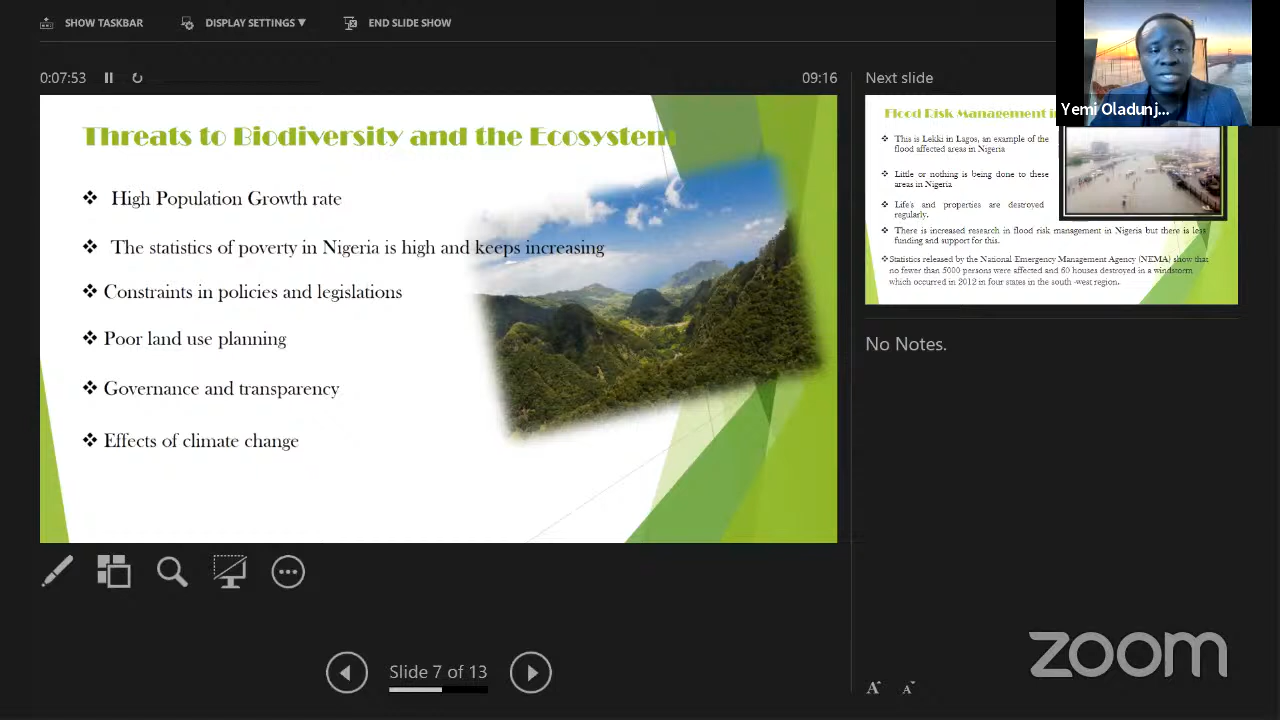 SHOW TASKBAR
DISPLAY SETTINGS ▼
END SLIDE SHOW
0:07:53
09:16
Next slide
Yemi Oladunj...
Threats to Biodiversity and the Ecosystem
❖ High Population Growth rate
❖ The statistics of poverty in Nigeria is high and keeps increasing
❖ Constraints in policies and legislations
❖ Poor land use planning
❖ Governance and transparency
❖ Effects of climate change
Flood Risk Management in
❖ This is Lekki in Lagos, an example of the
flood affected areas in Nigeria
❖ Little or nothing is being done to these
areas in Nigeria
❖ Life's and properties are destroyed
regularly.
❖ There is increased research in flood risk management in Nigeria but there is less
funding and support for this.
❖Statistics released by the National Emergency Management Agency (NEMA) show that
no fewer than 5000 persons were affected and 60 houses destroyed in a windstorm
which occurred in 2012 in four states in the south -west region.
No Notes.
Slide 7 of 13
A A
zoom